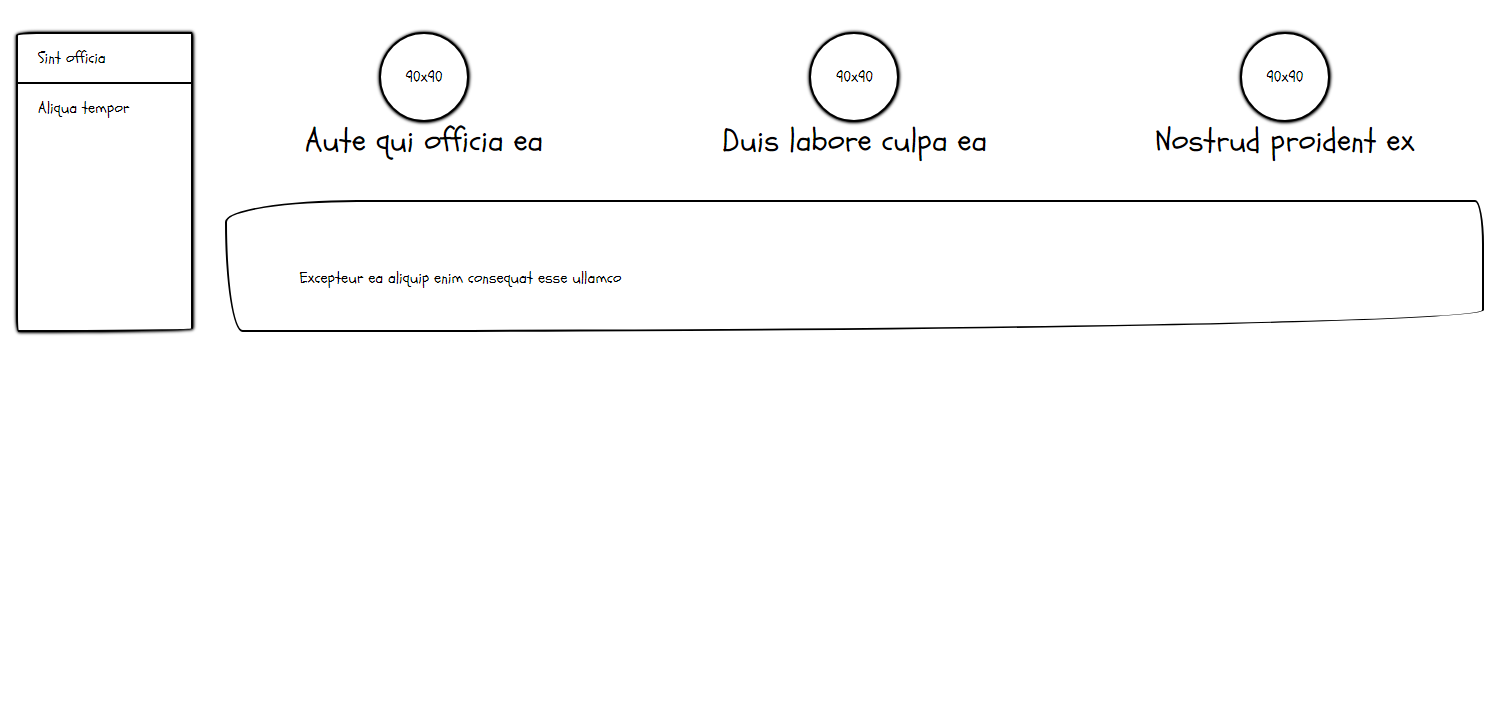 Sint officia
Aliqua tempor
90x90
Aute qui officia ea
90x90
Duis labore culpa ea
90x90
Nostrud proident ex
Excepteur ea aliquip enim consequat esse ullamco